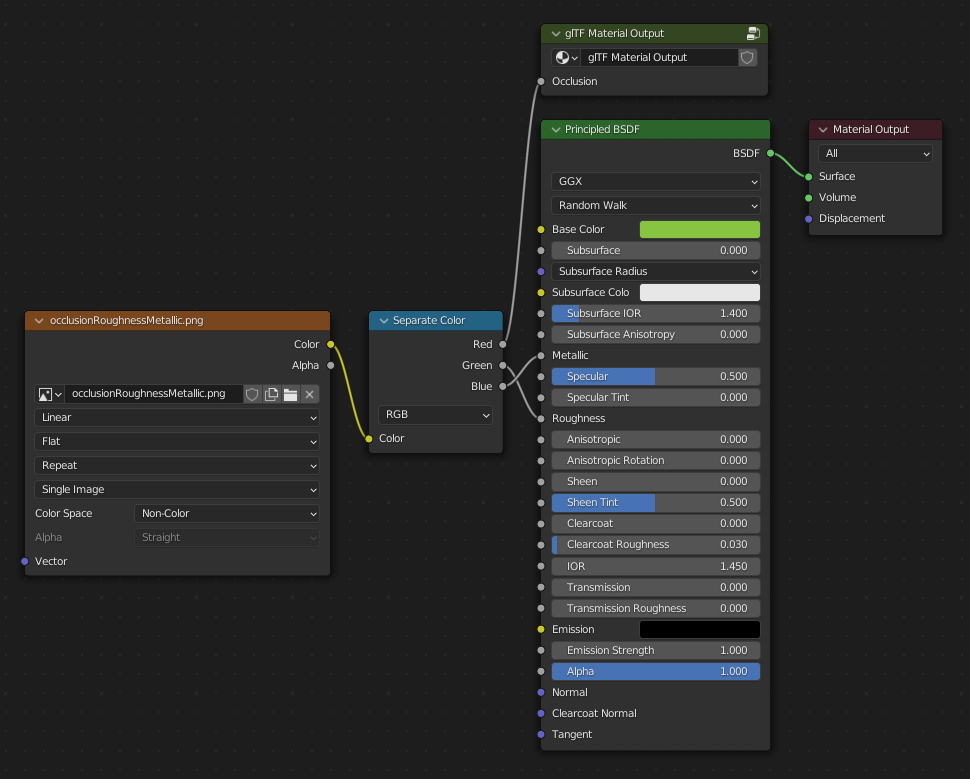 glTF Material Output
glTF Material Output
Occlusion
Principled BSDF
BSDF
GGX
Random Walk
Base Color
Subsurface 0.000
Subsurface Radius
Subsurface Colo
Subsurface IOR 1.400
Subsurface Anisotropy 0.000
Metallic
Specular 0.500
Specular Tint 0.000
Roughness
Anisotropic 0.000
Anisotropic Rotation 0.000
Sheen 0.000
Sheen Tint 0.500
Clearcoat 0.000
Clearcoat Roughness 0.030
IOR 1.450
Transmission 0.000
Transmission Roughness 0.000
Emission
Emission Strength 1.000
Alpha 1.000
Normal
Clearcoat Normal
Tangent
Material Output
All
Surface
Volume
Displacement
occlusionRoughnessMetallic.png
Color
Alpha
occlusionRoughnessMetallic.png
Linear
Flat
Repeat
Single Image
Color Space Non-Color
Alpha Straight
Vector
Separate Color
Red
Green
Blue
RGB
Color